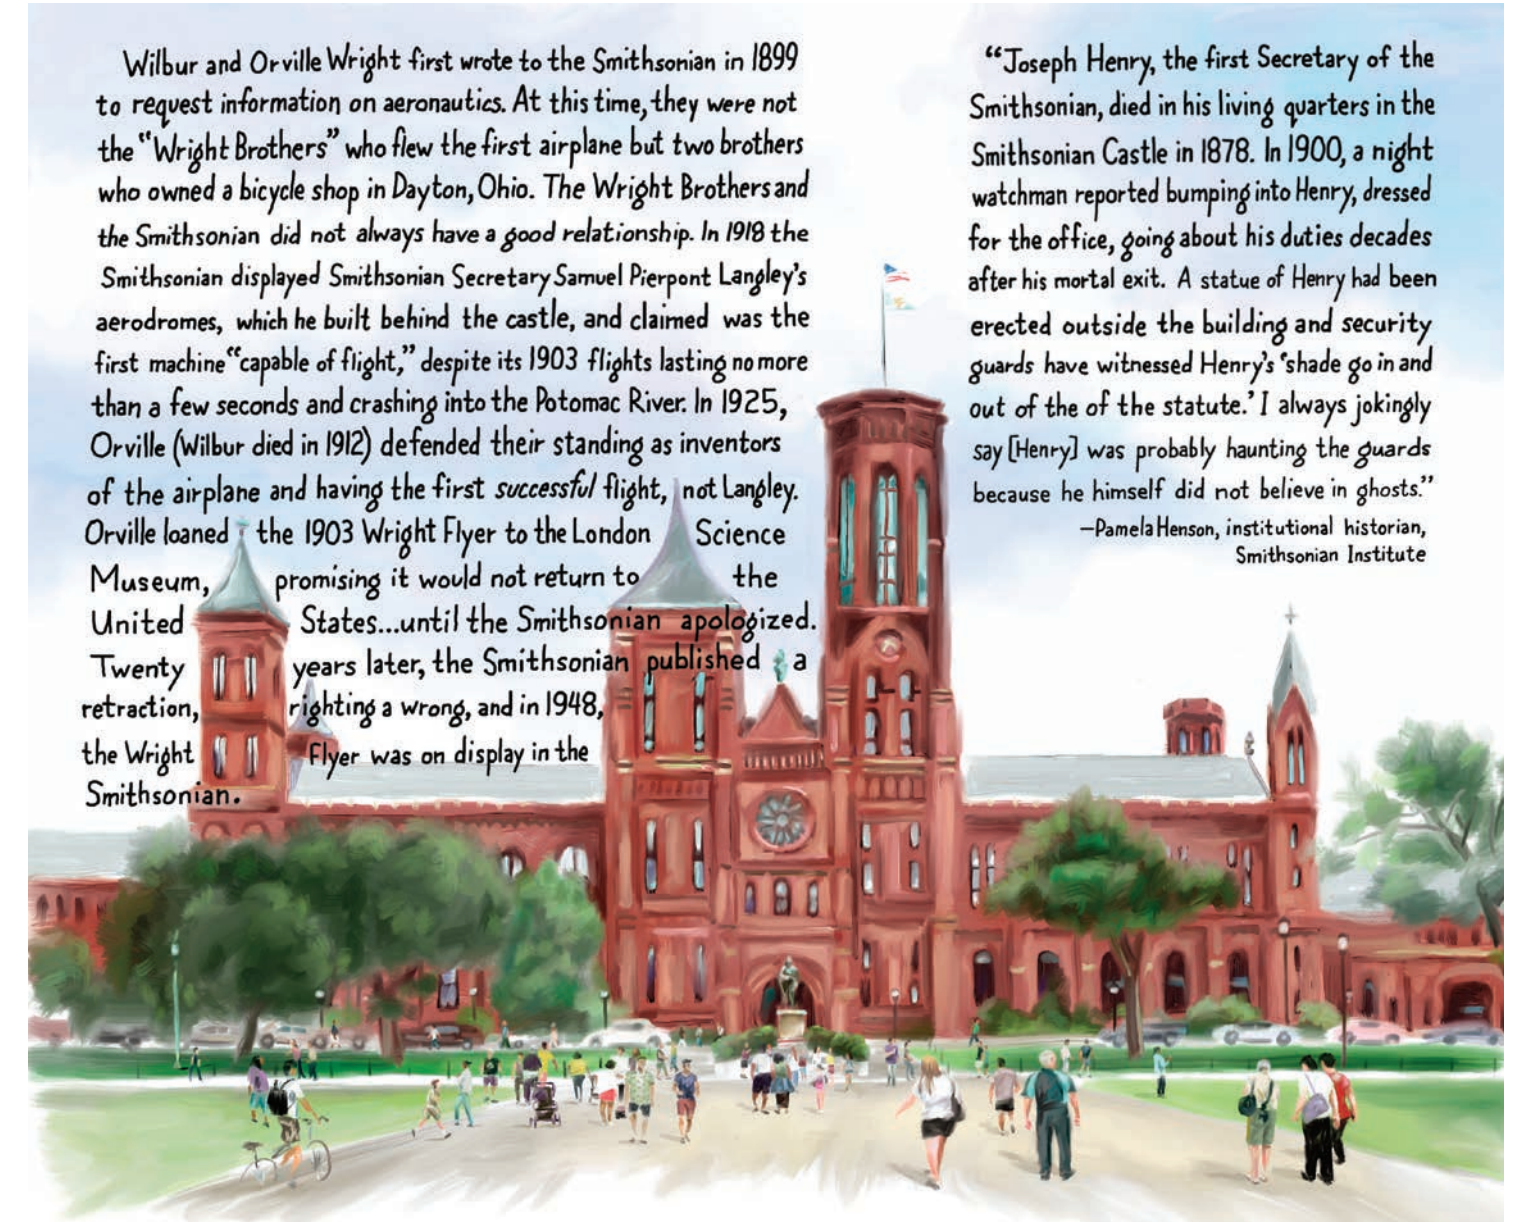 Wilbur and Orville Wright first wrote to the Smithsonian in 1899
to request information on aeronautics. At this time, they were not
the "Wright Brothers" who flew the first airplane but two brothers
who owned a bicycle shop in Dayton, Ohio. The Wright Brothers and
the Smithsonian did not always have a good relationship. In 1918 the
Smithsonian displayed Smithsonian Secretary Samuel Pierpont Langley's
aerodromes, which he built behind the castle, and claimed was the
first machine "capable of flight," despite its 1903 flights lasting no more
than a few seconds and crashing into the Potomac River. In 1925,
Orville (Wilbur died in 1912) defended their standing as inventors
of the airplane and having the first successful flight, not Langley.
Orville loaned the 1903 Wright Flyer to the London Science
Museum, promising it would not return to the
United States...until the Smithsonian apologized.
Twenty years later, the Smithsonian published a
retraction, righting a wrong, and in 1948,
the Wright Flyer was on display in the
Smithsonian.
"Joseph Henry, the first Secretary of the
Smithsonian, died in his living quarters in the
Smithsonian Castle in 1878. In 1900, a night
watchman reported bumping into Henry, dressed
for the office, going about his duties decades
after his mortal exit. A statue of Henry had been
erected outside the building and security
guards have witnessed Henry's 'shade go in and
out of the of the statute.' I always jokingly
say [Henry] was probably haunting the guards
because he himself did not believe in ghosts."
—Pamela Henson, institutional historian,
Smithsonian Institute